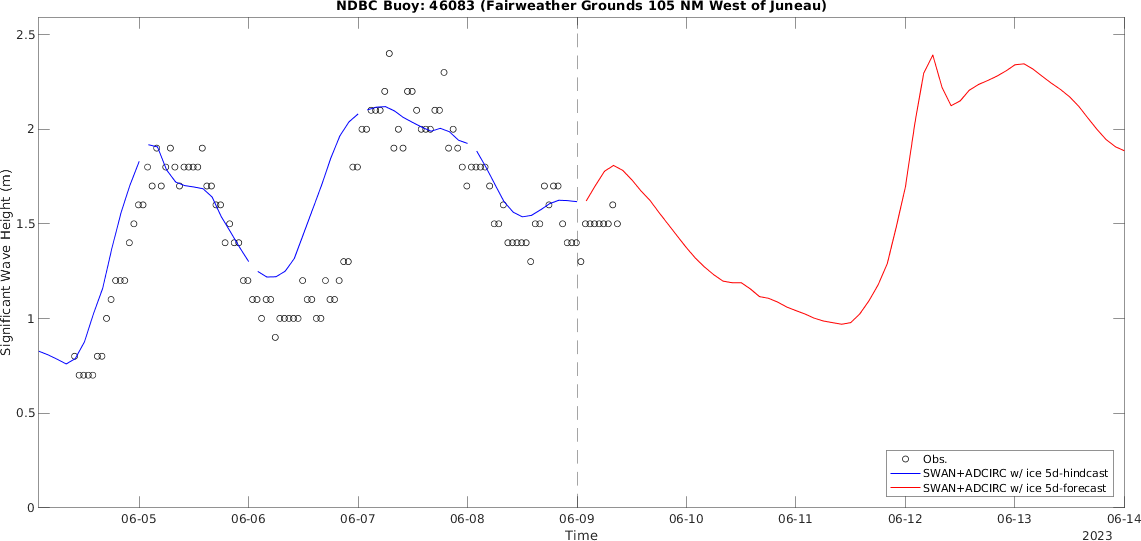 NDBC Buoy: 46083 (Fairweather Grounds 105 NM West of Juneau)
2.5
2
1.5
1
0.5
0
Significant Wave Height (m)
Obs.
SWAN+ADCIRC w/ ice 5d-hindcast
SWAN+ADCIRC w/ ice 5d-forecast
06-05 06-06 06-07 06-08 06-09 06-10 06-11 06-12 06-13 06-14
Time
2023